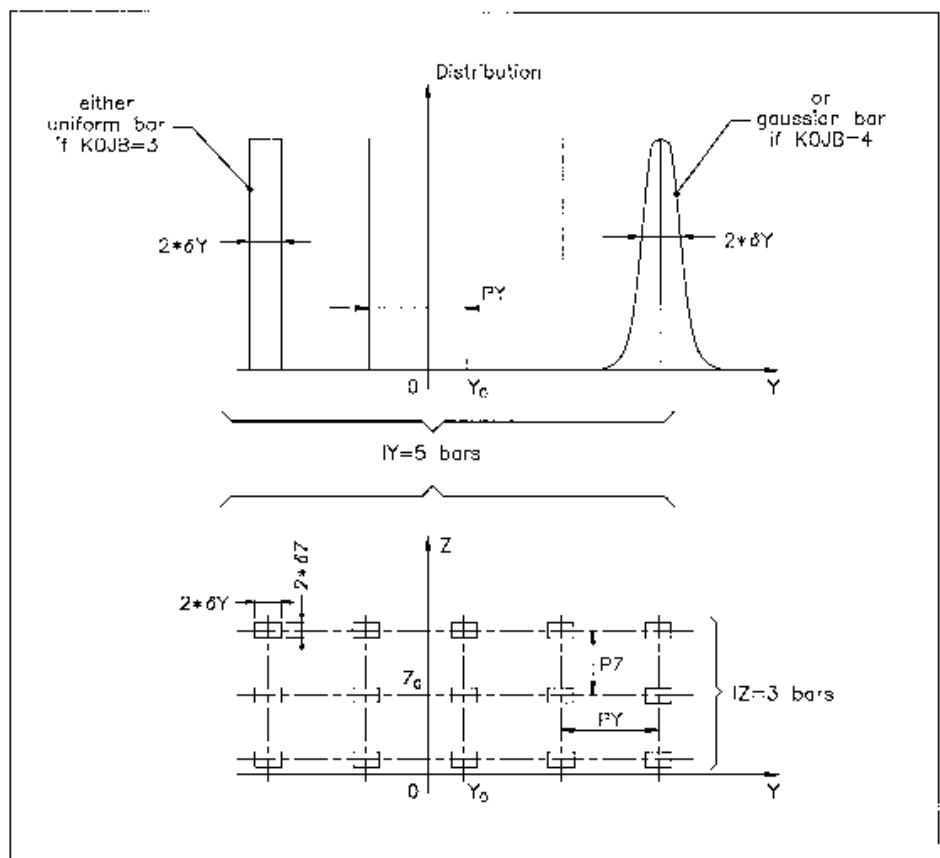 Distribution
either
uniform bar
if KOJB=3
or
gaussian bar
if KOJB=4
2*δY
2*δY
PY
0
Y₀
Y
IY=5 bars
Z
2*δZ
2*δY
PZ
Z₀
IZ=3 bars
PY
0
Y₀
Y